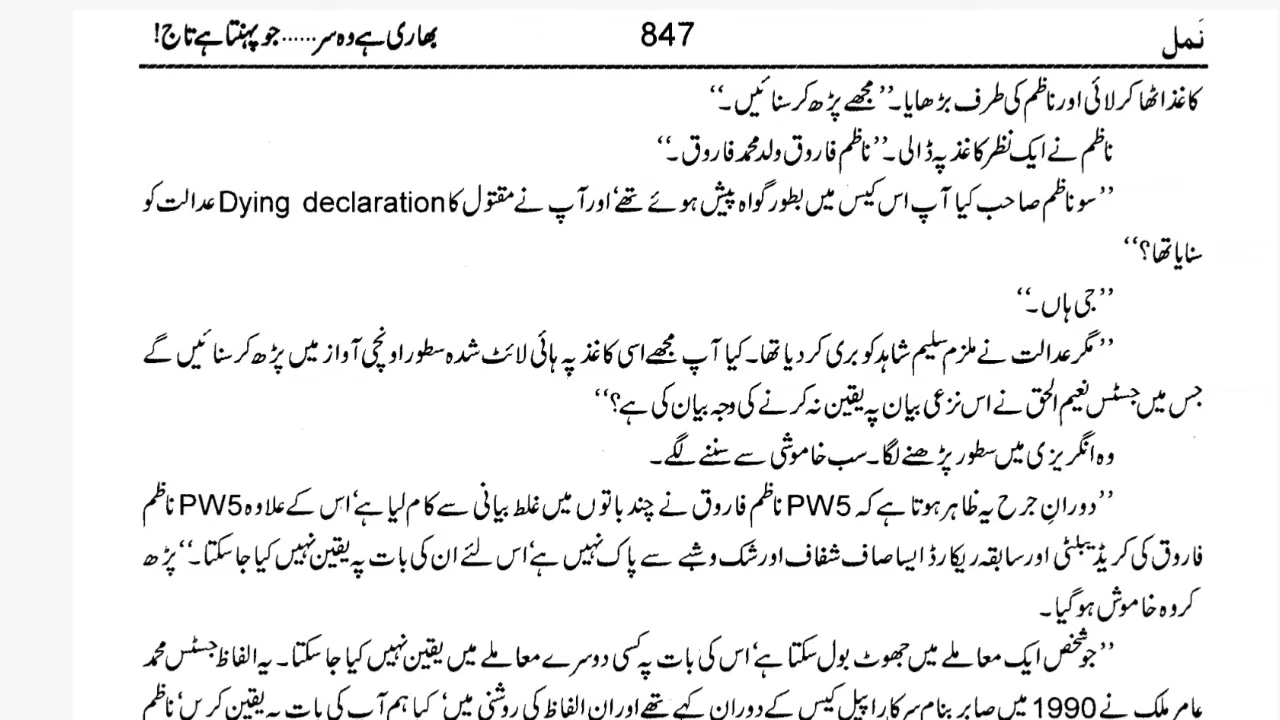 نَمل 847 بھاری ہے وہ سر......جو پہنتا ہے تاج!
کاغذ اٹھا کر لائی اور ناظم کی طرف بڑھایا۔’’مجھے پڑھ کر سنائیں۔‘‘
ناظم نے ایک نظر کاغذ پہ ڈالی۔’’ناظم فاروق ولد محمد فاروق۔‘‘
’’سو ناظم صاحب کیا آپ اس کیس میں بطور گواہ پیش ہوئے تھے‘ اور آپ نے مقتول کا Dying declaration عدالت کو
سنایا تھا؟‘‘
’’جی ہاں۔‘‘
’’مگر عدالت نے ملزم سلیم شاہد کو بری کر دیا تھا۔ کیا آپ مجھے اسی کاغذ پہ ہائی لائٹ شدہ سطور اونچی آواز میں پڑھ کر سنائیں گے
جس میں جسٹس نعیم الحق نے اس نزعی بیان پہ یقین نہ کرنے کی وجہ بیان کی ہے؟‘‘
وہ انگریزی میں سطور پڑھنے لگا۔ سب خاموشی سے سننے لگے۔
’’دورانِ جرح یہ ظاہر ہوتا ہے کہ PW5 ناظم فاروق نے چند باتوں میں غلط بیانی سے کام لیا ہے‘ اس کے علاوہ PW5 ناظم
فاروق کی کریڈیبلٹی اور سابقہ ریکارڈ ایسا صاف شفاف اور شک و شبے سے پاک نہیں ہے‘ اس لئے ان کی بات پہ یقین نہیں کیا جا سکتا۔‘‘ پڑھ
کر وہ خاموش ہو گیا۔
’’جو شخص ایک معاملے میں جھوٹ بول سکتا ہے‘ اس کی بات پہ کسی دوسرے معاملے میں یقین نہیں کیا جا سکتا۔ یہ الفاظ جسٹس محمد
عامر ملک نے 1990 میں صابر بنام سرکار اپیل کیس کے دوران کہے تھے اور ان الفاظ کی روشنی میں‘ کیا ہم آپ کی بات پہ یقین کریں‘ ناظم